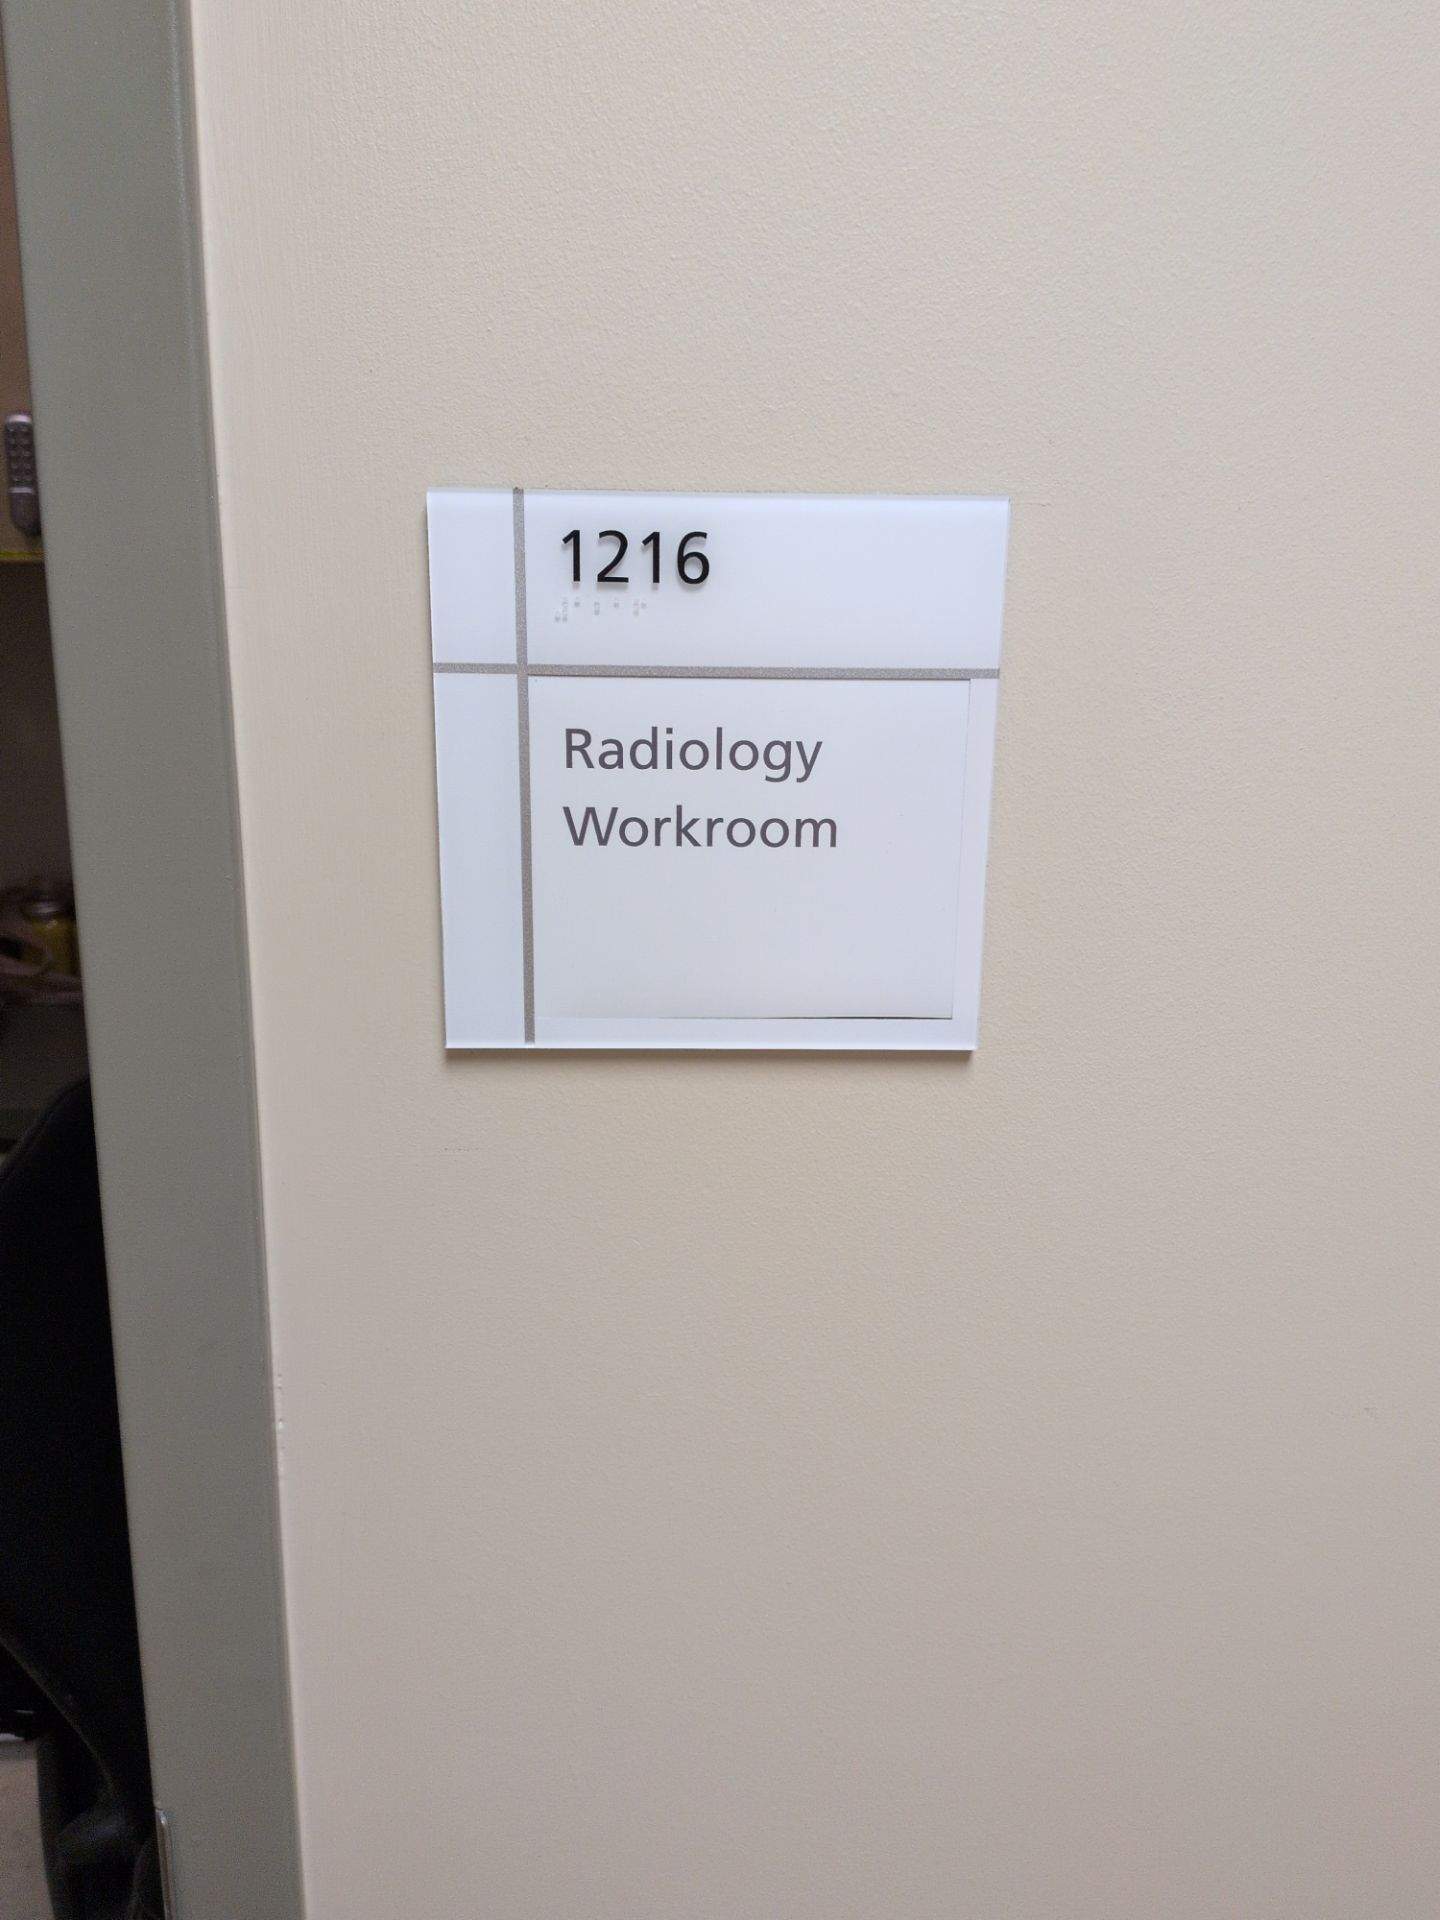 1216
⠼⠁⠃⠁⠋
Radiology
Workroom